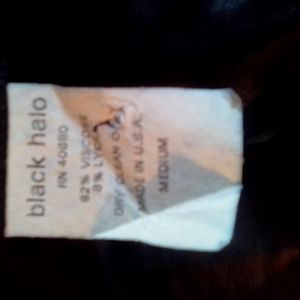 black halo
RN 40880
92% VISCOSE
8% LYCRA
DRY CLEAN ONLY
MADE IN U.S.A.
MEDIUM